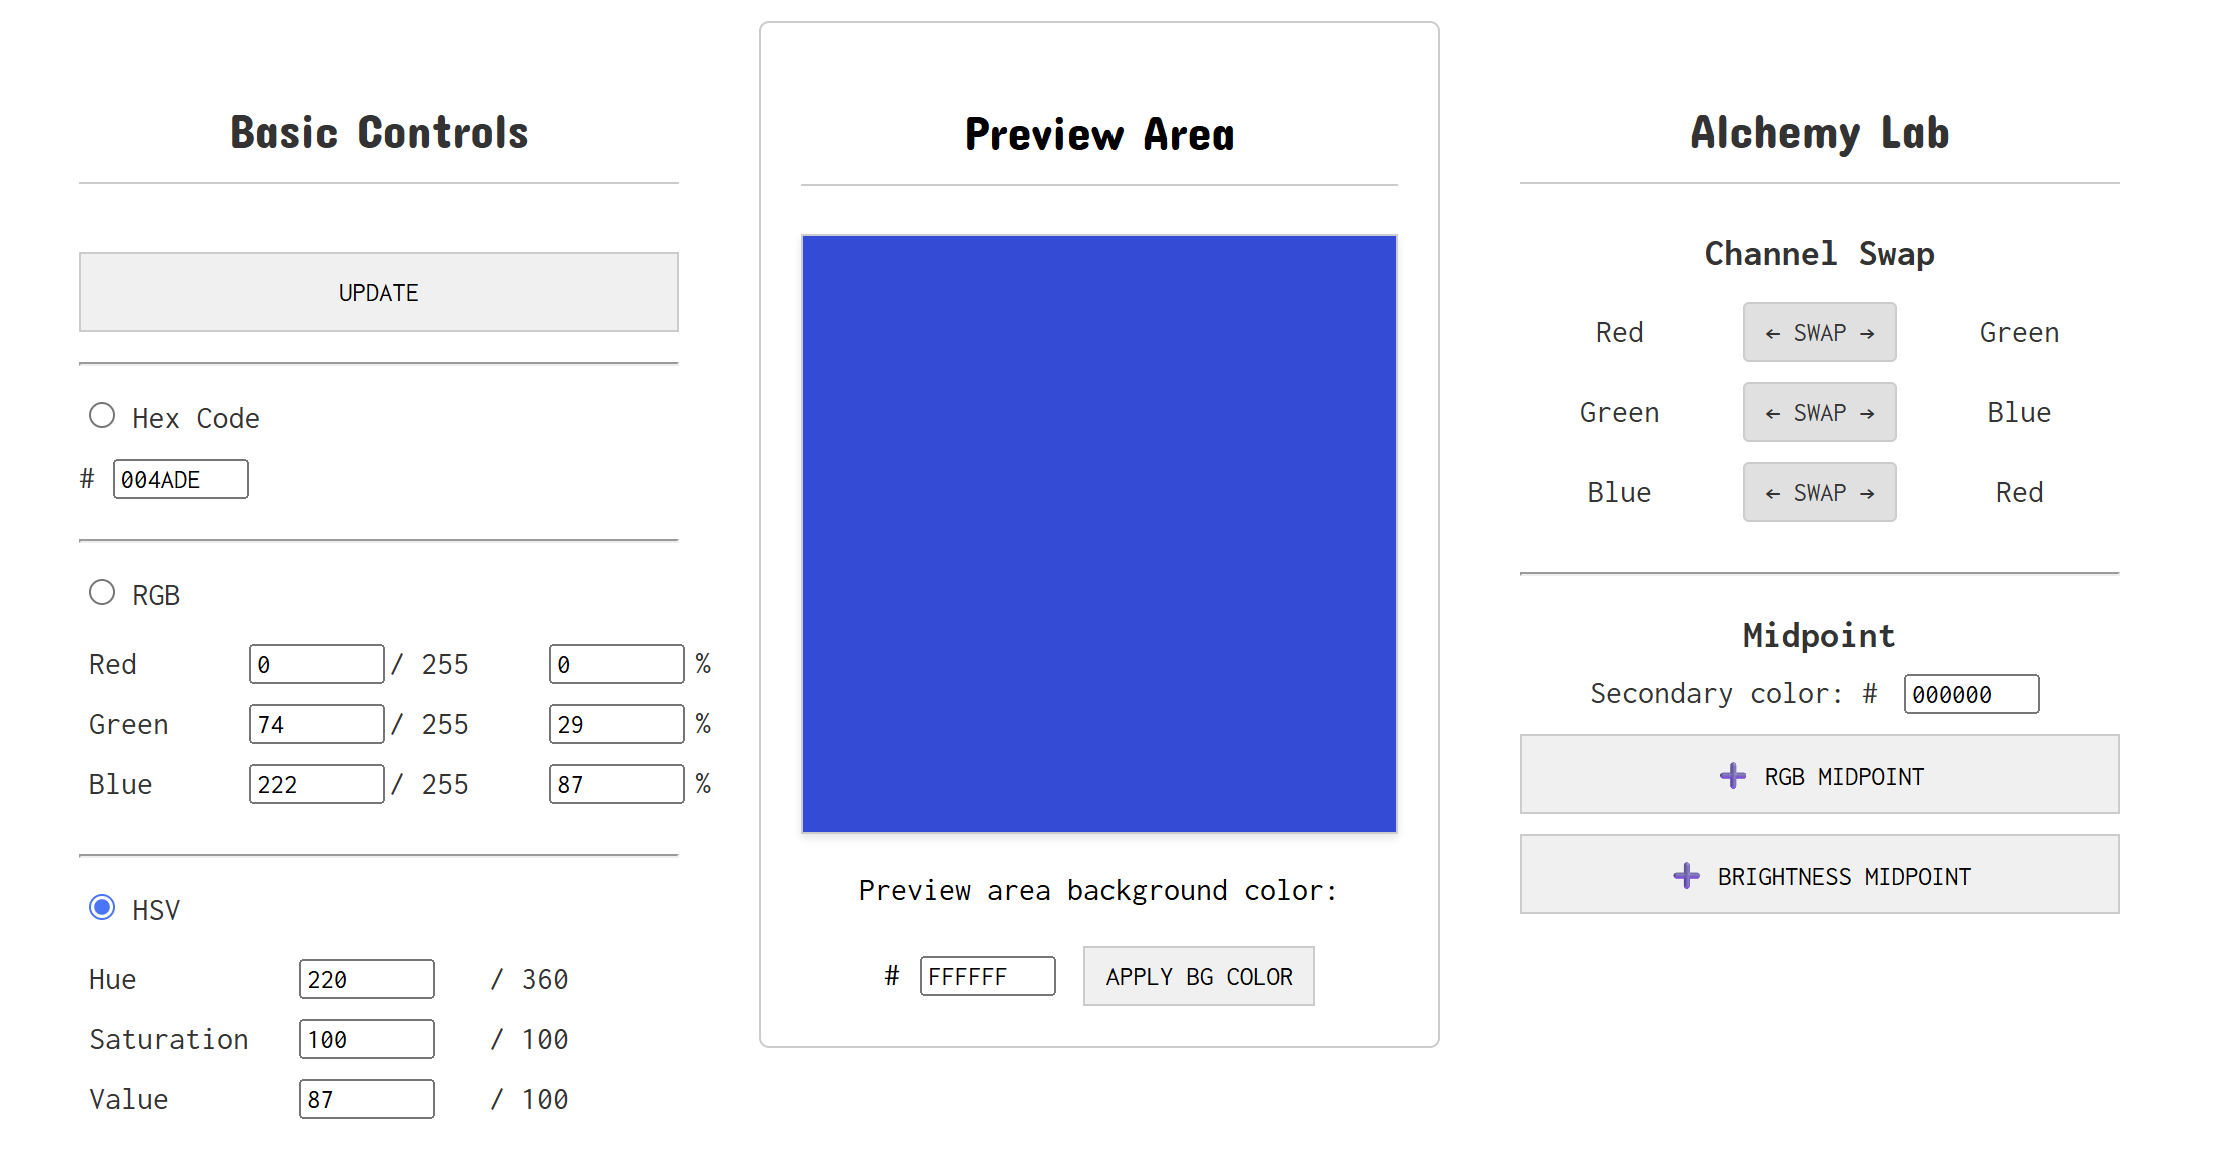 Basic Controls
UPDATE
Hex Code
# 004ADE
RGB
Red 0 / 255 0 %
Green 74 / 255 29 %
Blue 222 / 255 87 %
HSV
Hue 220 / 360
Saturation 100 / 100
Value 87 / 100
Preview Area
Preview area background color:
# FFFFFF APPLY BG COLOR
Alchemy Lab
Channel Swap
Red ← SWAP → Green
Green ← SWAP → Blue
Blue ← SWAP → Red
Midpoint
Secondary color: # 000000
➕ RGB MIDPOINT
➕ BRIGHTNESS MIDPOINT